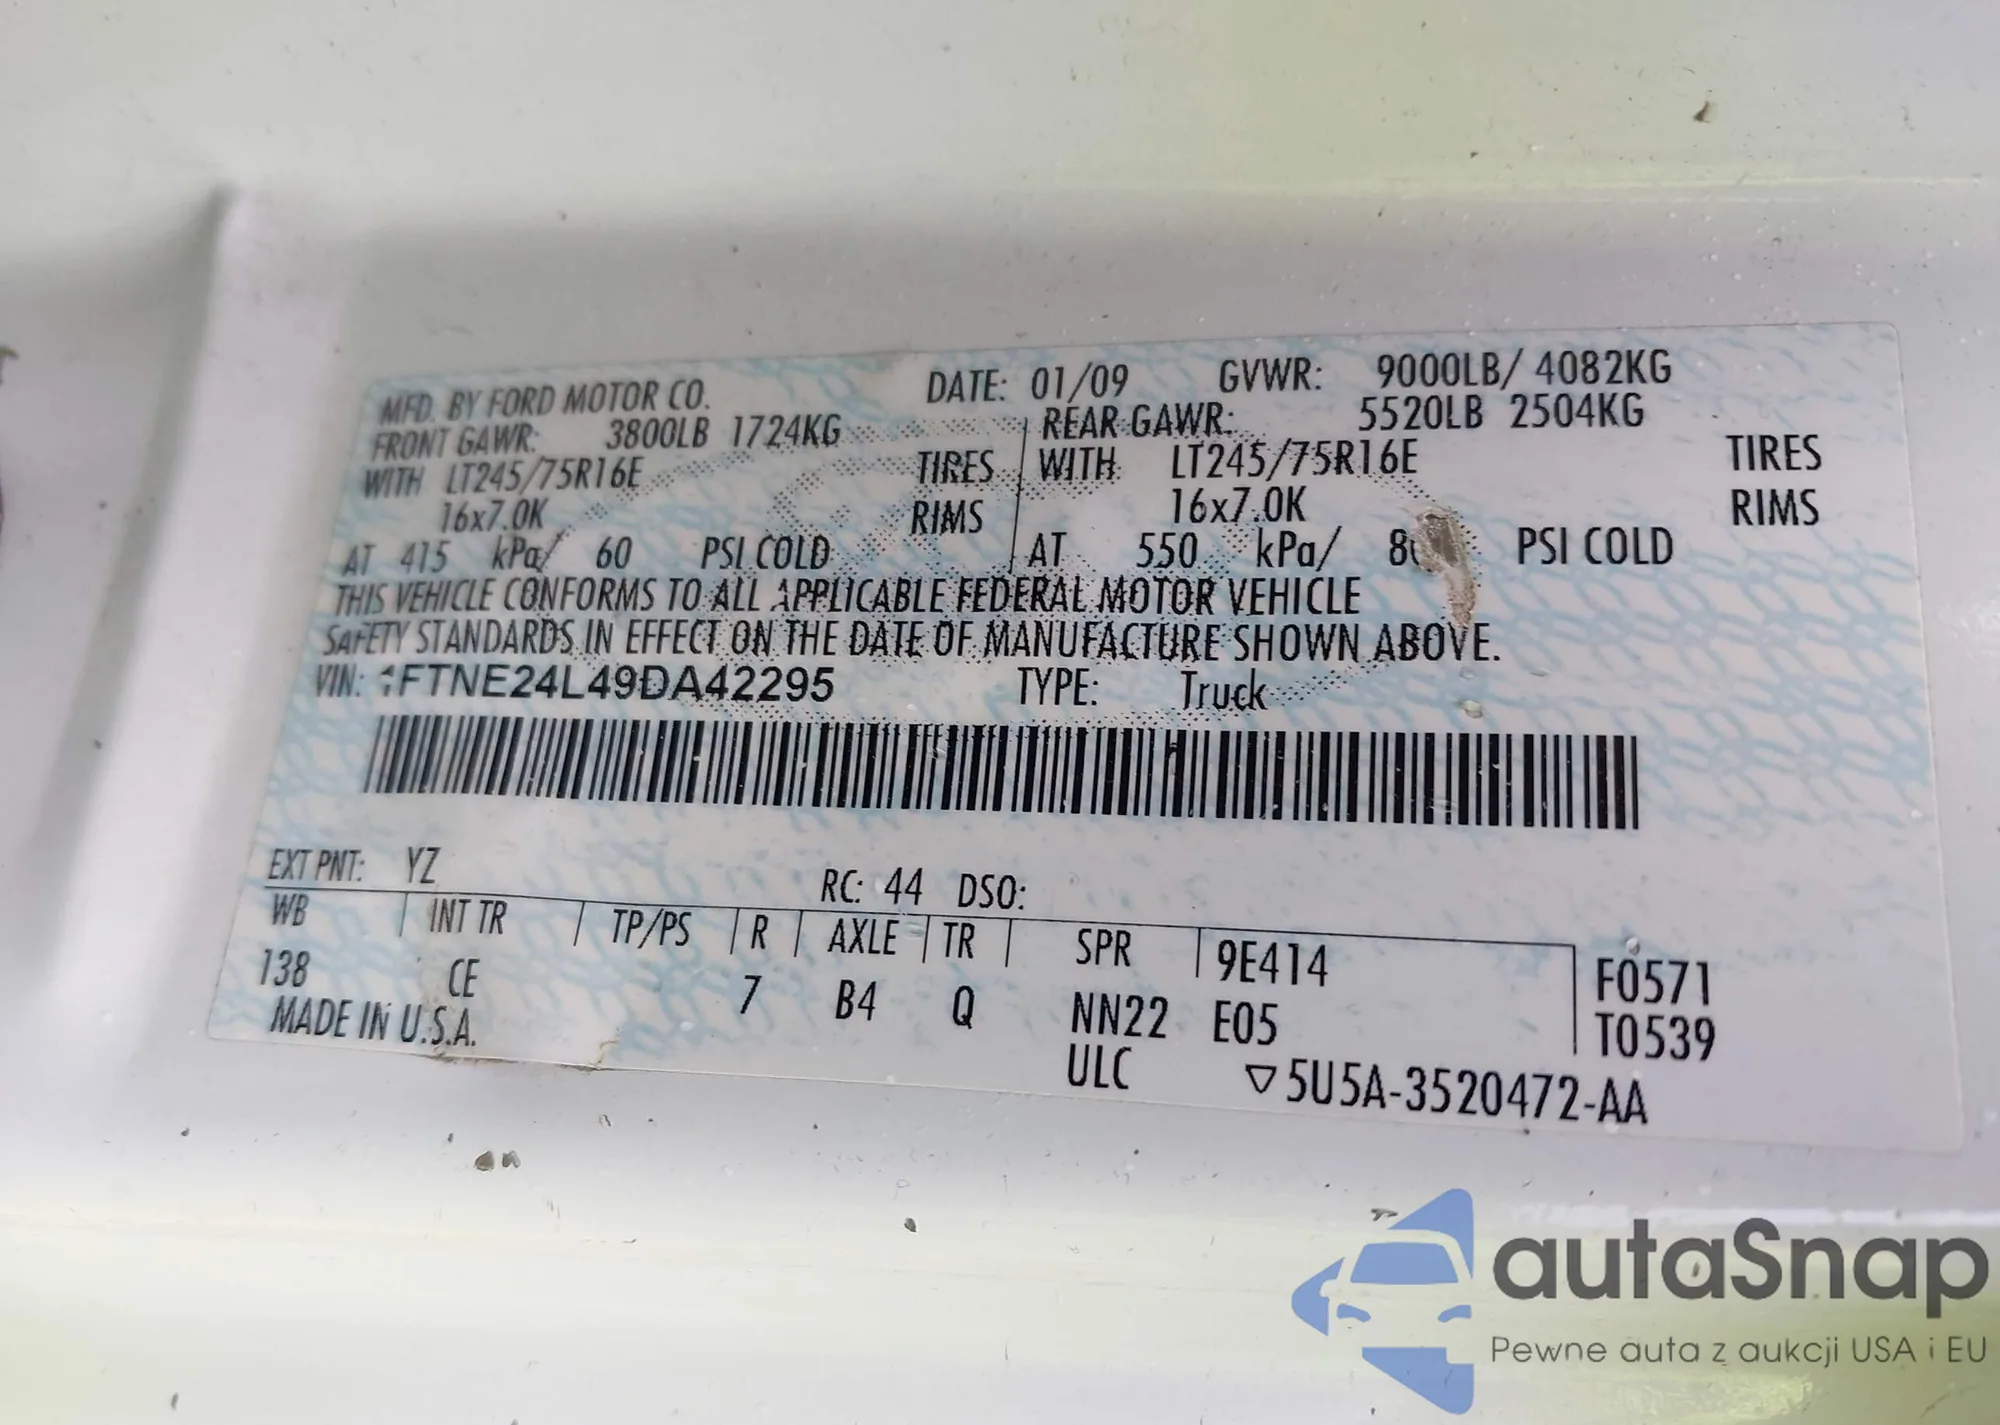 MFD. BY FORD MOTOR CO. DATE: 01/09 GVWR: 9000LB/ 4082KG
FRONT GAWR: 3800LB 1724KG REAR GAWR: 5520LB 2504KG
WITH LT245/75R16E TIRES WITH LT245/75R16E TIRES
16x7.0K RIMS 16x7.0K RIMS
AT 415 kPa/ 60 PSI COLD AT 550 kPa/ PSI COLD
THIS VEHICLE CONFORMS TO ALL APPLICABLE FEDERAL MOTOR VEHICLE
SAFETY STANDARDS IN EFFECT ON THE DATE OF MANUFACTURE SHOWN ABOVE.
VIN: 1FTNE24L49DA42295 TYPE: Truck
EXT PNT: YZ RC: 44 DSO:
WB INT TR TP/PS R AXLE TR SPR 9E414 F0571
138 CE 7 B4 Q NN22 E05 T0539
MADE IN U.S.A. ULC ▽5U5A-3520472-AA
autaSnap
Pewne auta z aukcji USA i EU